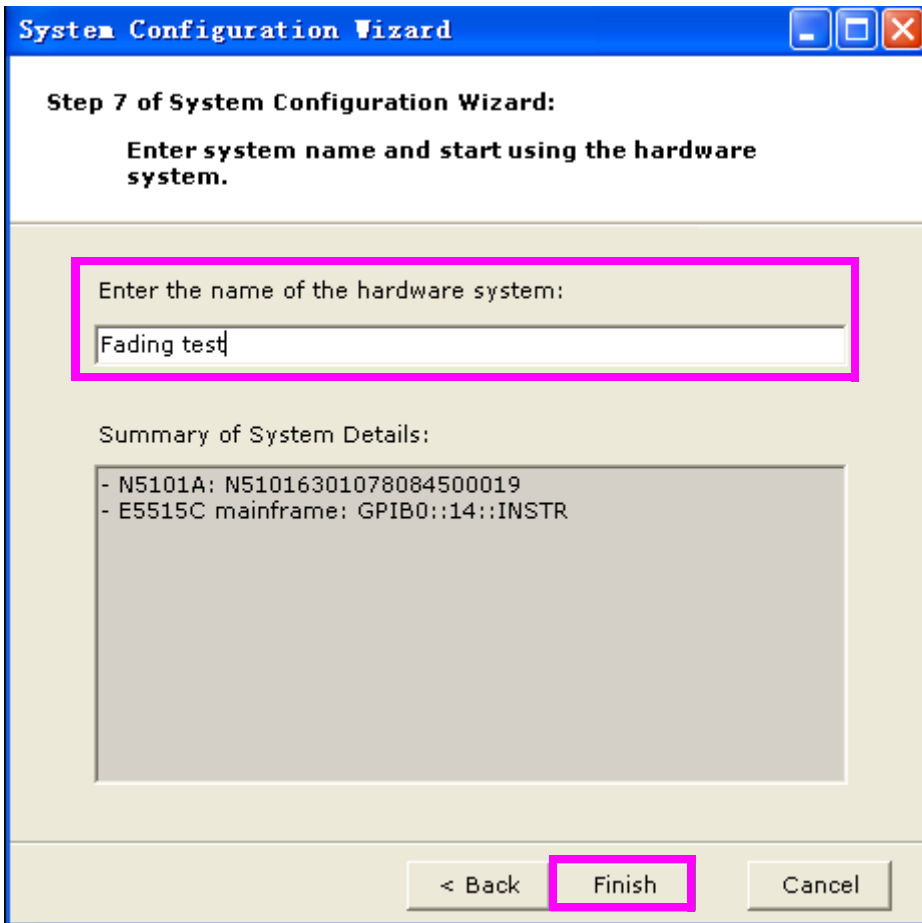 System Configuration Wizard
Step 7 of System Configuration Wizard:
Enter system name and start using the hardware
system.
Enter the name of the hardware system:
Fading test
Summary of System Details:
- N5101A: N51016301078084500019
- E5515C mainframe: GPIB0::14::INSTR
< Back Finish Cancel